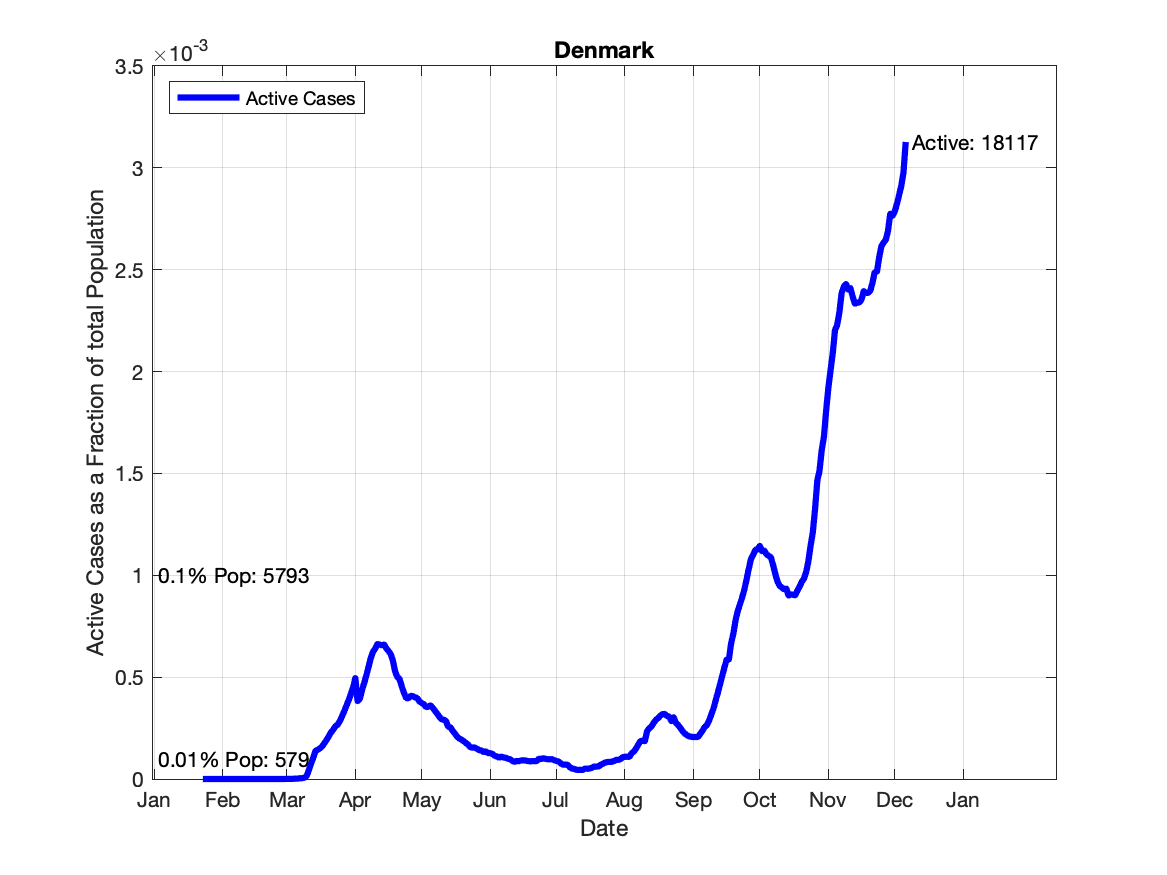 Denmark
×10-3
3.5
3
2.5
2
1.5
1
0.5
0
Active Cases as a Fraction of total Population
Active Cases
Active: 18117
0.1% Pop: 5793
0.01% Pop: 579
Jan Feb Mar Apr May Jun Jul Aug Sep Oct Nov Dec Jan
Date